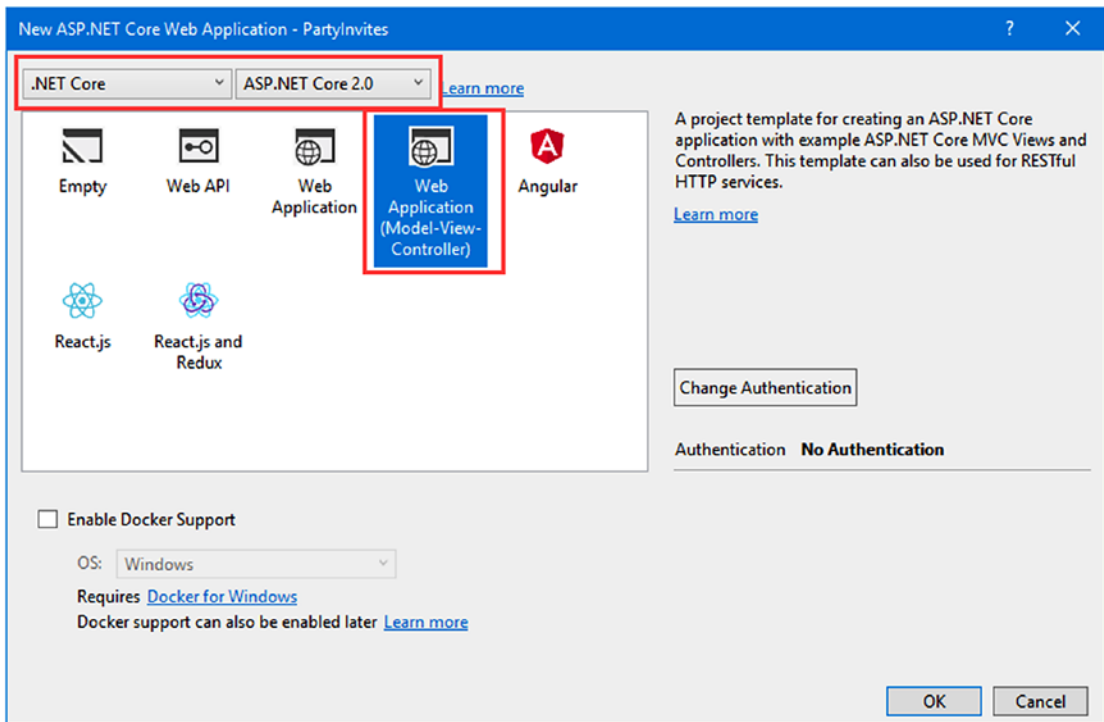 New ASP.NET Core Web Application - PartyInvites
.NET Core
ASP.NET Core 2.0
Learn more
Empty
Web API
Web
Application
Web
Application
(Model-View-
Controller)
Angular
React.js
React.js and
Redux
A project template for creating an ASP.NET Core
application with example ASP.NET Core MVC Views and
Controllers. This template can also be used for RESTful
HTTP services.
Learn more
Change Authentication
Authentication No Authentication
Enable Docker Support
OS: Windows
Requires Docker for Windows
Docker support can also be enabled later Learn more
OK
Cancel